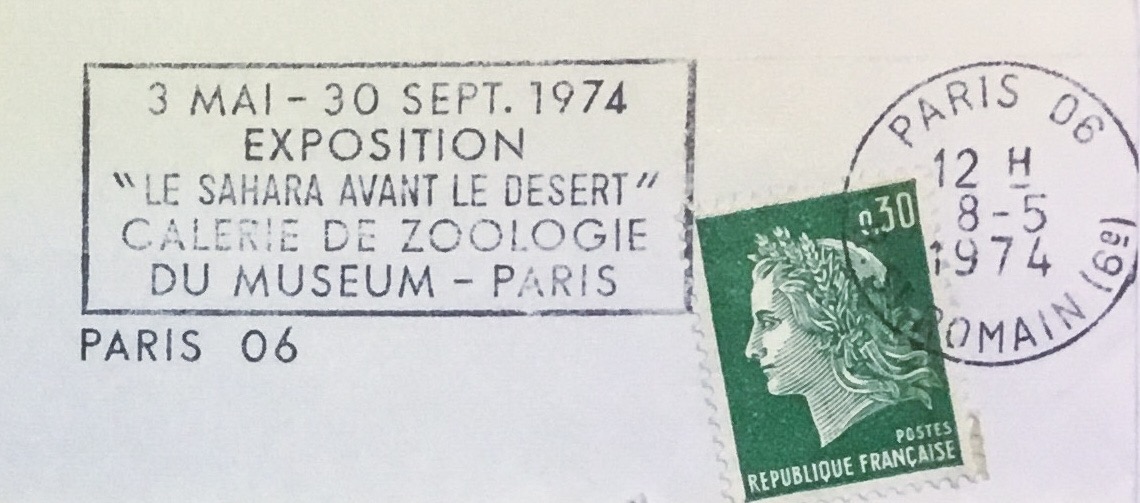 3 MAI - 30 SEPT. 1974
EXPOSITION
"LE SAHARA AVANT LE DESERT"
GALERIE DE ZOOLOGIE
DU MUSEUM - PARIS
PARIS 06
PARIS 06
12 H
8-5
1974
ROMAIN (6e)
0.30
POSTES
REPUBLIQUE FRANÇAISE